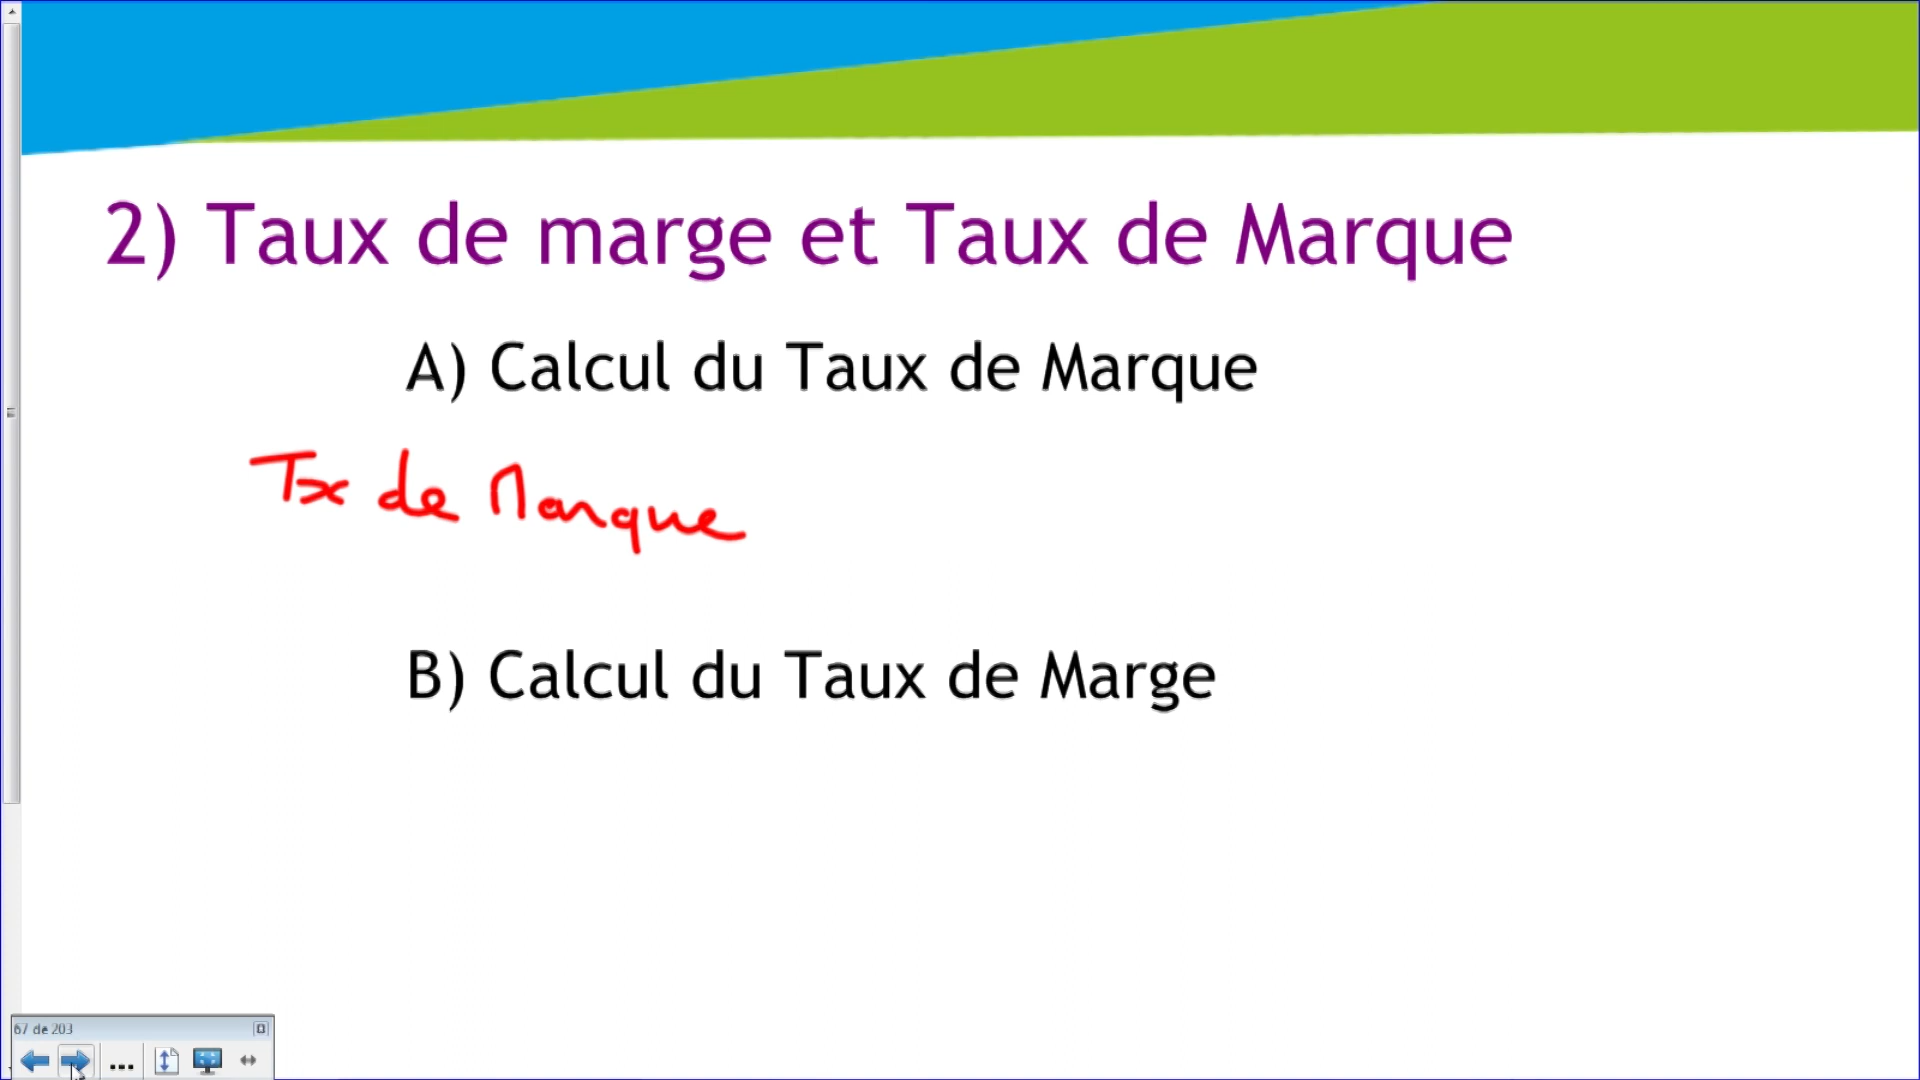 2) Taux de marge et Taux de Marque
A) Calcul du Taux de Marque
Tx de Marque
B) Calcul du Taux de Marge
67 de 203
...